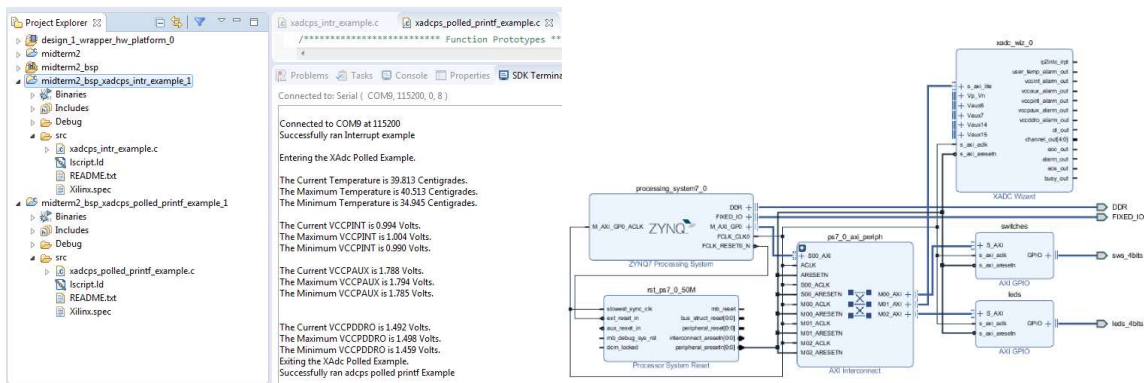 Project Explorer
design_1_wrapper_hw_platform_0
midterm2
midterm2_bsp
midterm2_bsp_xadcps_intr_example_1
Binaries
Includes
Debug
src
xadcps_intr_example.c
lscript.ld
README.txt
Xilinx.spec
midterm2_bsp_xadcps_polled_printf_example_1
Binaries
Includes
Debug
src
xadcps_polled_printf_example.c
lscript.ld
README.txt
Xilinx.spec
xadcps_intr_example.c
xadcps_polled_printf_example.c
/************************** Function Prototypes **
Problems Tasks Console Properties SDK Termina
Connected to: Serial ( COM9, 115200, 0, 8 )
Connected to COM9 at 115200
Successfully ran Interrupt example
Entering the XAdc Polled Example.
The Current Temperature is 39.813 Centigrades.
The Maximum Temperature is 40.513 Centigrades.
The Minimum Temperature is 34.945 Centigrades.
The Current VCCPINT is 0.994 Volts.
The Maximum VCCPINT is 1.004 Volts.
The Minimum VCCPINT is 0.990 Volts.
The Current VCCPAUX is 1.788 Volts.
The Maximum VCCPAUX is 1.794 Volts.
The Minimum VCCPAUX is 1.785 Volts.
The Current VCCPDDRO is 1.492 Volts.
The Maximum VCCPDDRO is 1.498 Volts.
The Minimum VCCPDDRO is 1.459 Volts.
Exiting the XAdc Polled Example.
Successfully ran adcps polled printf Example
xadc_wiz_0
s_axi_lite
Vp_Vn
Vaux6
Vaux7
Vaux14
Vaux15
s_axi_aclk
s_axi_aresetn
ip2intc_irpt
user_temp_alarm_out
vccint_alarm_out
vccaux_alarm_out
vccpint_alarm_out
vccpaux_alarm_out
vccddro_alarm_out
ot_out
channel_out[4:0]
eoc_out
alarm_out
eos_out
busy_out
XADC Wizard
processing_system7_0
M_AXI_GP0_ACLK
ZYNQ
DDR
FIXED_IO
M_AXI_GP0
FCLK_CLK0
FCLK_RESET0_N
ZYNQ7 Processing System
rst_ps7_0_50M
slowest_sync_clk
ext_reset_in
aux_reset_in
mb_debug_sys_rst
dcm_locked
mb_reset
bus_struct_reset[0:0]
peripheral_reset[0:0]
interconnect_aresetn[0:0]
peripheral_aresetn[0:0]
Processor System Reset
ps7_0_axi_periph
S00_AXI
ACLK
ARESETN
S00_ACLK
S00_ARESETN
M00_ACLK
M00_ARESETN
M01_ACLK
M01_ARESETN
M02_ACLK
M02_ARESETN
M00_AXI
M01_AXI
M02_AXI
AXI Interconnect
DDR
FIXED_IO
switches
S_AXI
s_axi_aclk
s_axi_aresetn
GPIO
AXI GPIO
sws_4bits
leds
S_AXI
s_axi_aclk
s_axi_aresetn
GPIO
AXI GPIO
leds_4bits